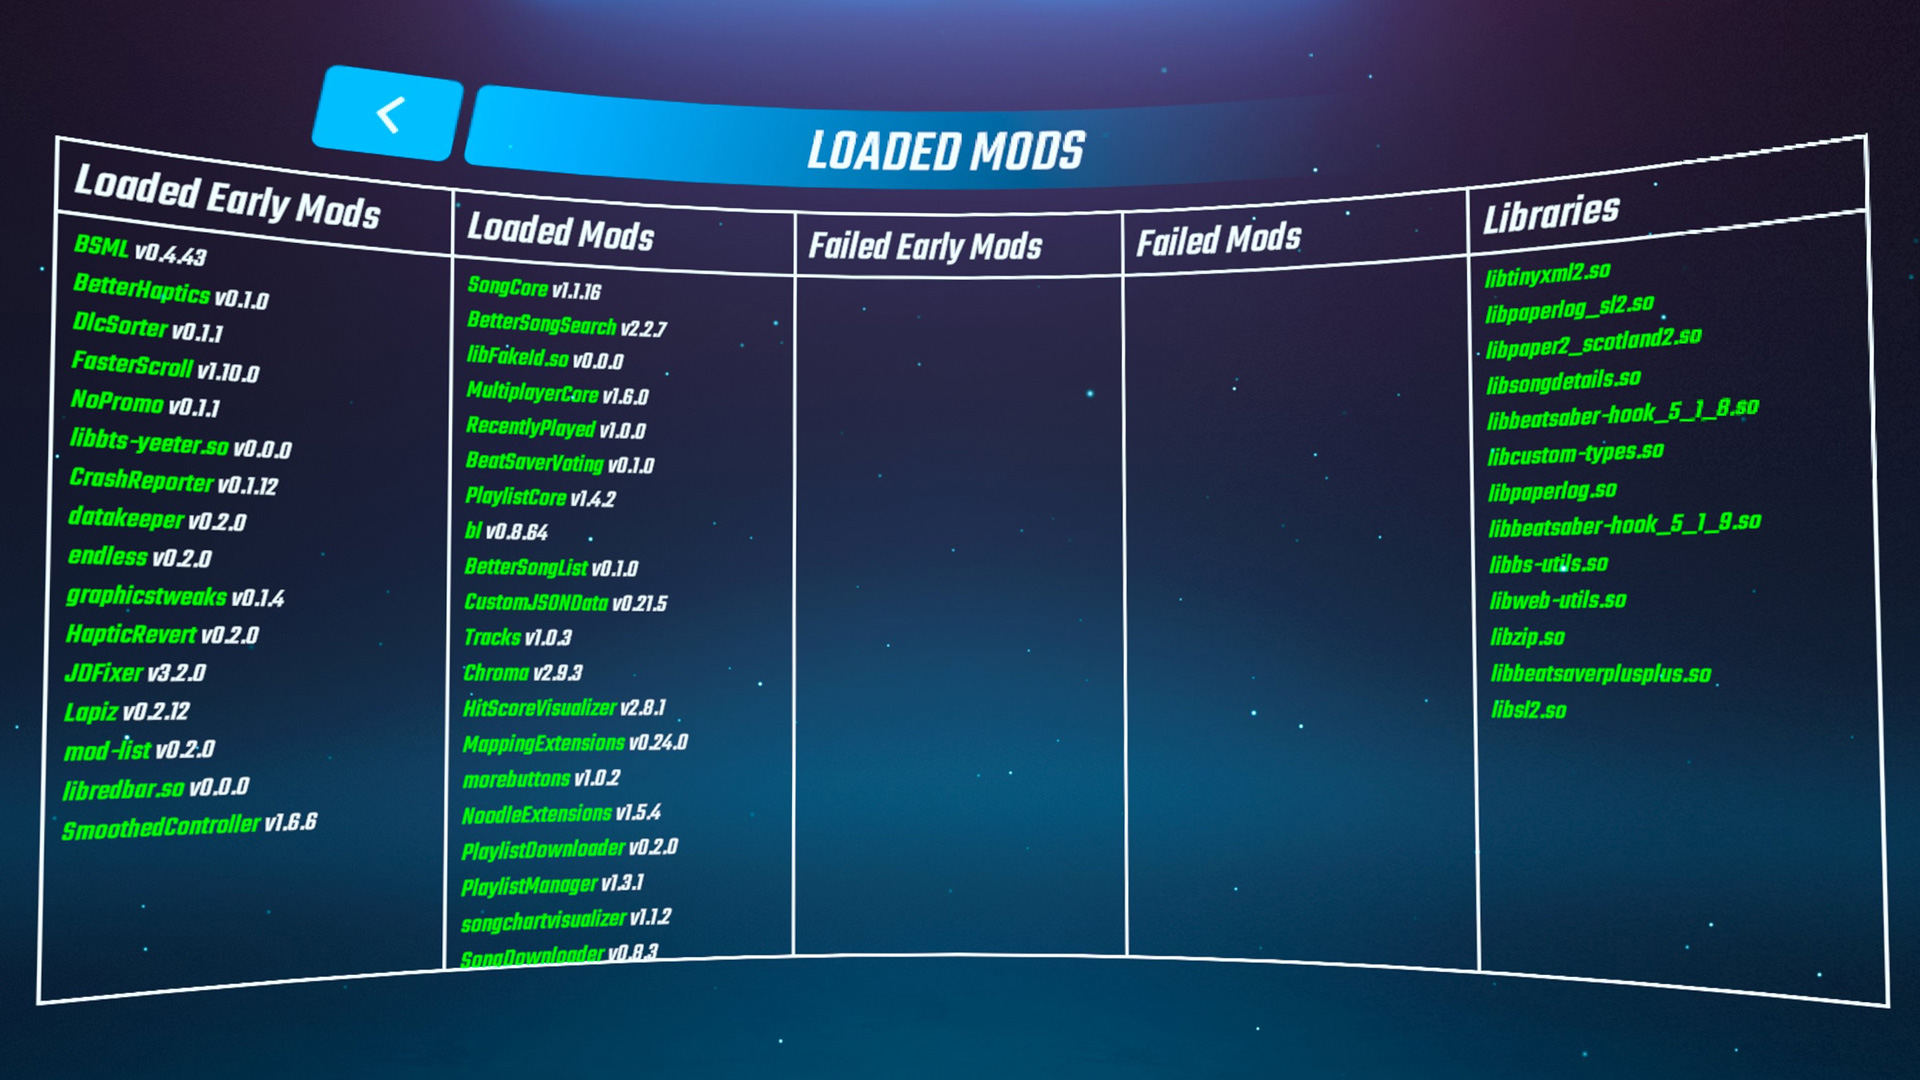 LOADED MODS
Loaded Early Mods
BSML v0.4.43
BetterHaptics v0.1.0
DlcSorter v0.1.1
FasterScroll v1.10.0
NoPromo v0.1.1
libbts-yeeter.so v0.0.0
CrashReporter v0.1.12
datakeeper v0.2.0
endless v0.2.0
graphicstweaks v0.1.4
HapticRevert v0.2.0
JDFixer v3.2.0
Lapiz v0.2.12
mod-list v0.2.0
libredbar.so v0.0.0
SmoothedController v1.6.6
Loaded Mods
SongCore v1.1.16
BetterSongSearch v2.2.7
libFakeId.so v0.0.0
MultiplayerCore v1.6.0
RecentlyPlayed v1.0.0
BeatSaverVoting v0.1.0
PlaylistCore v1.4.2
bl v0.8.64
BetterSongList v0.1.0
CustomJSONData v0.21.5
Tracks v1.0.3
Chroma v2.9.3
HitScoreVisualizer v2.8.1
MappingExtensions v0.24.0
morebuttons v1.0.2
NoodleExtensions v1.5.4
PlaylistDownloader v0.2.0
PlaylistManager v1.3.1
songchartvisualizer v1.1.2
SongDownloader v0.8.3
Failed Early Mods
Failed Mods
Libraries
libtinyxml2.so
libpaperlog_sl2.so
libpaper2_scotland2.so
libsongdetails.so
libbeatsaber-hook_5_1_8.so
libcustom-types.so
libpaperlog.so
libbeatsaber-hook_5_1_9.so
libbs-utils.so
libweb-utils.so
libzip.so
libbeatsaverplusplus.so
libsl2.so